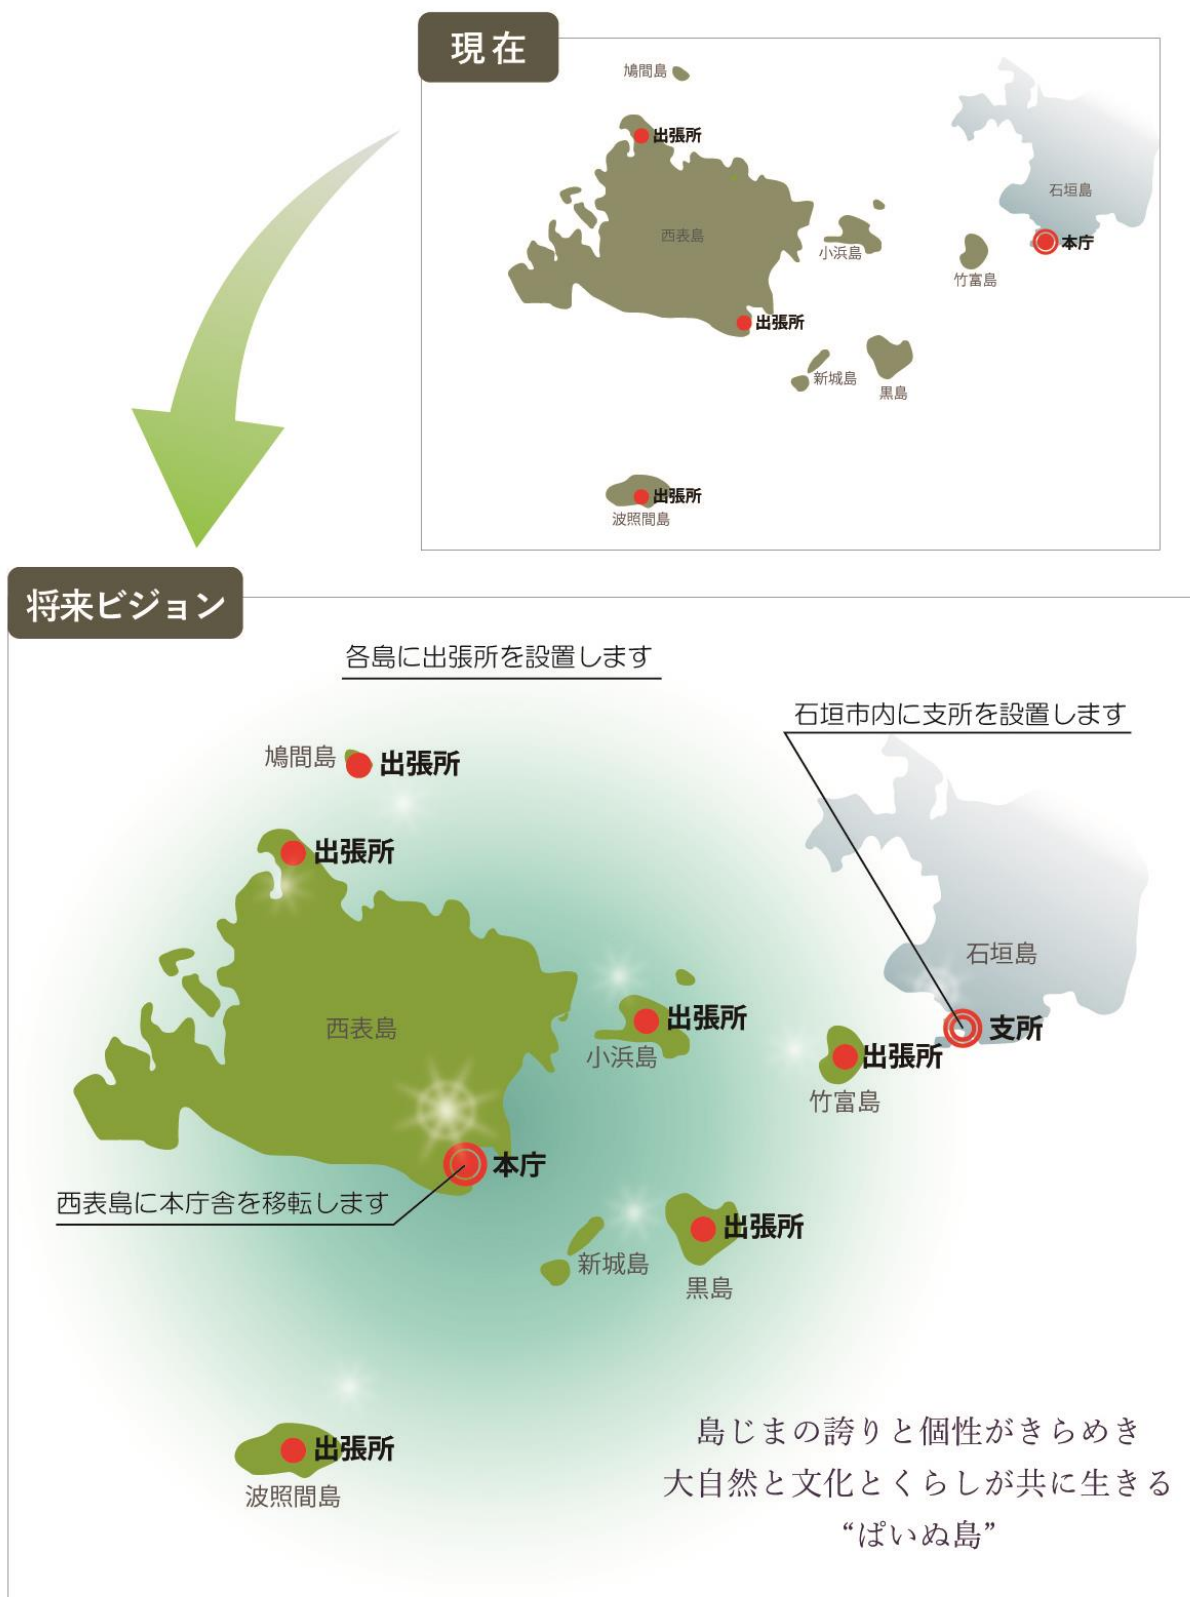 現在
鳩間島
出張所
石垣島
西表島
本庁
小浜島
竹富島
出張所
新城島
黒島
出張所
波照間島
将来ビジョン
各島に出張所を設置します
石垣市内に支所を設置します
鳩間島
出張所
出張所
石垣島
西表島
出張所
支所
小浜島
出張所
竹富島
本庁
西表島に本庁舎を移転します
出張所
新城島
黒島
出張所
波照間島
島じまの誇りと個性がきらめき
大自然と文化とくらしが共に生きる
“ぱいぬ島”